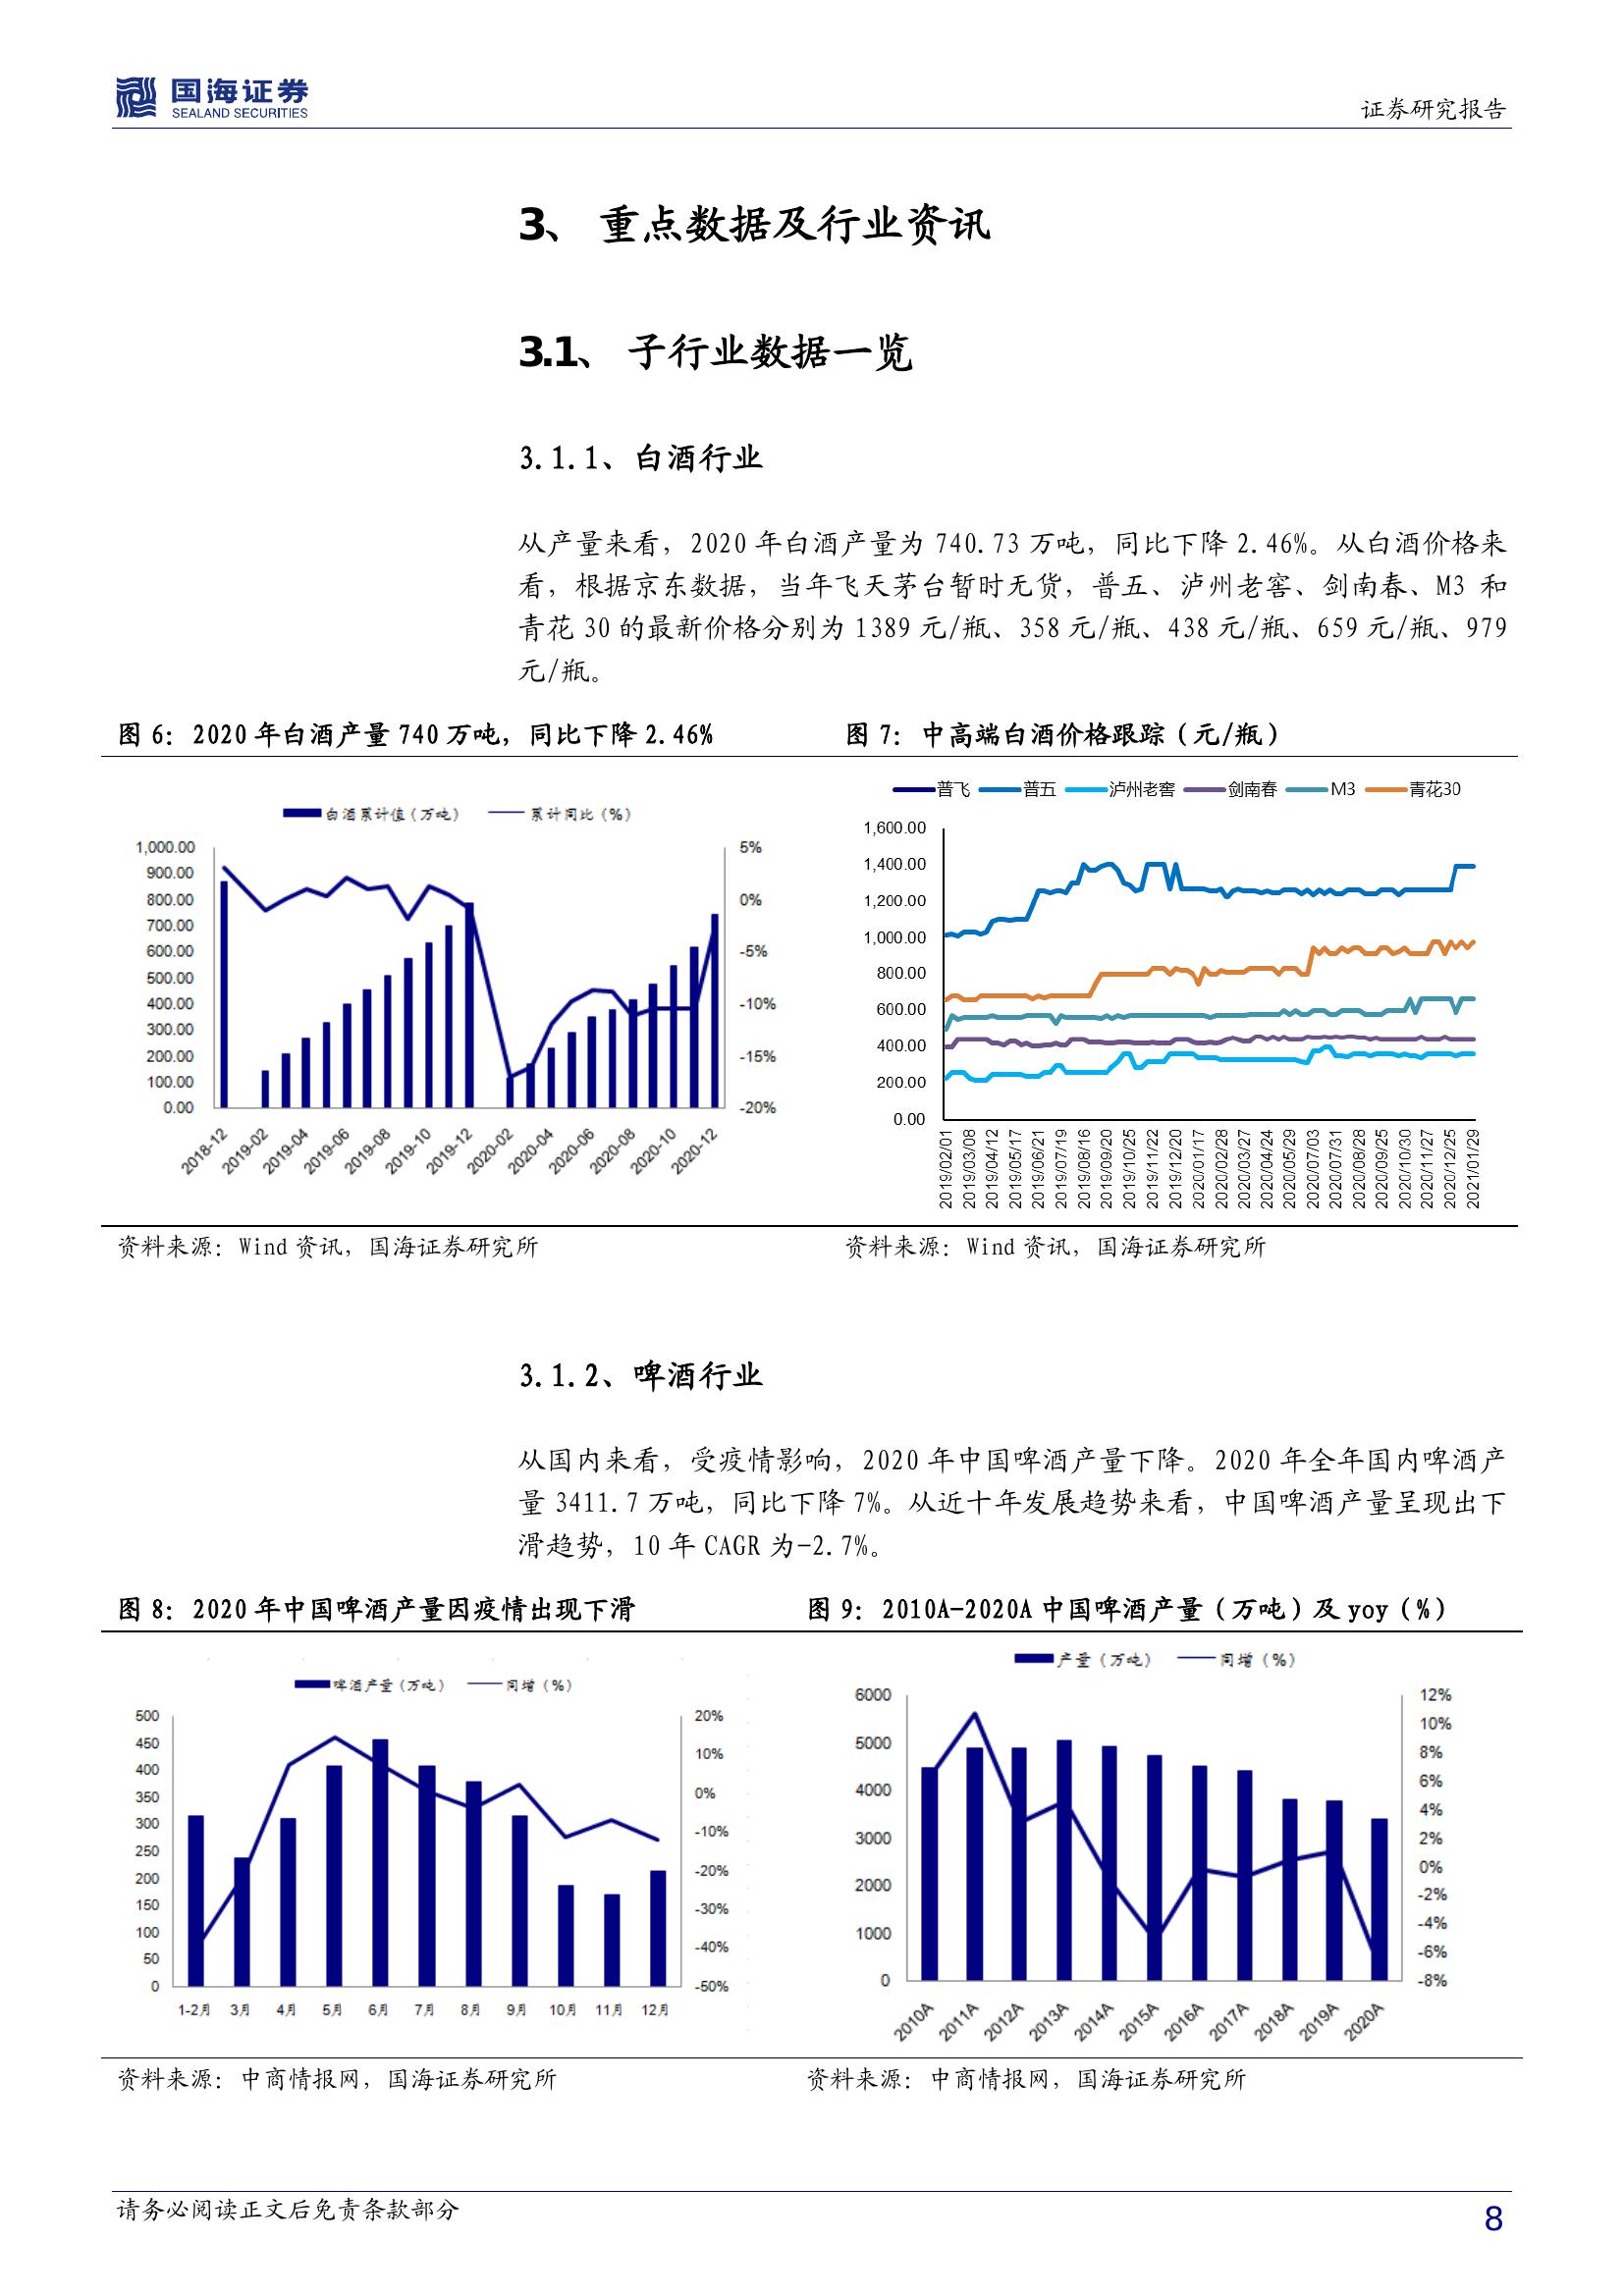 国海证券
SEALAND SECURITIES
证券研究报告
3、 重点数据及行业资讯
3.1、 子行业数据一览
3.1.1、白酒行业
从产量来看，2020 年白酒产量为 740.73 万吨，同比下降 2.46%。从白酒价格来
看，根据京东数据，当年飞天茅台暂时无货，普五、泸州老窖、剑南春、M3 和
青花 30 的最新价格分别为 1389 元/瓶、358 元/瓶、438 元/瓶、659 元/瓶、979
元/瓶。
图 6：2020 年白酒产量 740 万吨，同比下降 2.46%
白酒累计值（万吨） 累计同比（%）
1,000.00
900.00
800.00
700.00
600.00
500.00
400.00
300.00
200.00
100.00
0.00
5%
0%
-5%
-10%
-15%
-20%
2018-12 2019-02 2019-04 2019-06 2019-08 2019-10 2019-12 2020-02 2020-04 2020-06 2020-08 2020-10 2020-12
资料来源：Wind 资讯，国海证券研究所
图 7：中高端白酒价格跟踪（元/瓶）
普飞 普五 泸州老窖 剑南春 M3 青花30
1,600.00
1,400.00
1,200.00
1,000.00
800.00
600.00
400.00
200.00
0.00
2019/02/01 2019/03/08 2019/04/12 2019/05/17 2019/06/21 2019/07/19 2019/08/16 2019/09/20 2019/10/25 2019/11/22 2019/12/20 2020/01/17 2020/02/28 2020/03/27 2020/04/24 2020/05/29 2020/07/03 2020/07/31 2020/08/28 2020/09/25 2020/10/30 2020/11/27 2020/12/25 2021/01/29
资料来源：Wind 资讯，国海证券研究所
3.1.2、啤酒行业
从国内来看，受疫情影响，2020 年中国啤酒产量下降。2020 年全年国内啤酒产
量 3411.7 万吨，同比下降 7%。从近十年发展趋势来看，中国啤酒产量呈现出下
滑趋势，10 年 CAGR 为-2.7%。
图 8：2020 年中国啤酒产量因疫情出现下滑
啤酒产量（万吨） 同增（%）
500
450
400
350
300
250
200
150
100
50
0
20%
10%
0%
-10%
-20%
-30%
-40%
-50%
1-2月 3月 4月 5月 6月 7月 8月 9月 10月 11月 12月
资料来源：中商情报网，国海证券研究所
图 9：2010A-2020A 中国啤酒产量（万吨）及 yoy（%）
产量（万吨） 同增（%）
6000
5000
4000
3000
2000
1000
0
12%
10%
8%
6%
4%
2%
0%
-2%
-4%
-6%
-8%
2010A 2011A 2012A 2013A 2014A 2015A 2016A 2017A 2018A 2019A 2020A
资料来源：中商情报网，国海证券研究所
请务必阅读正文后免责条款部分
8